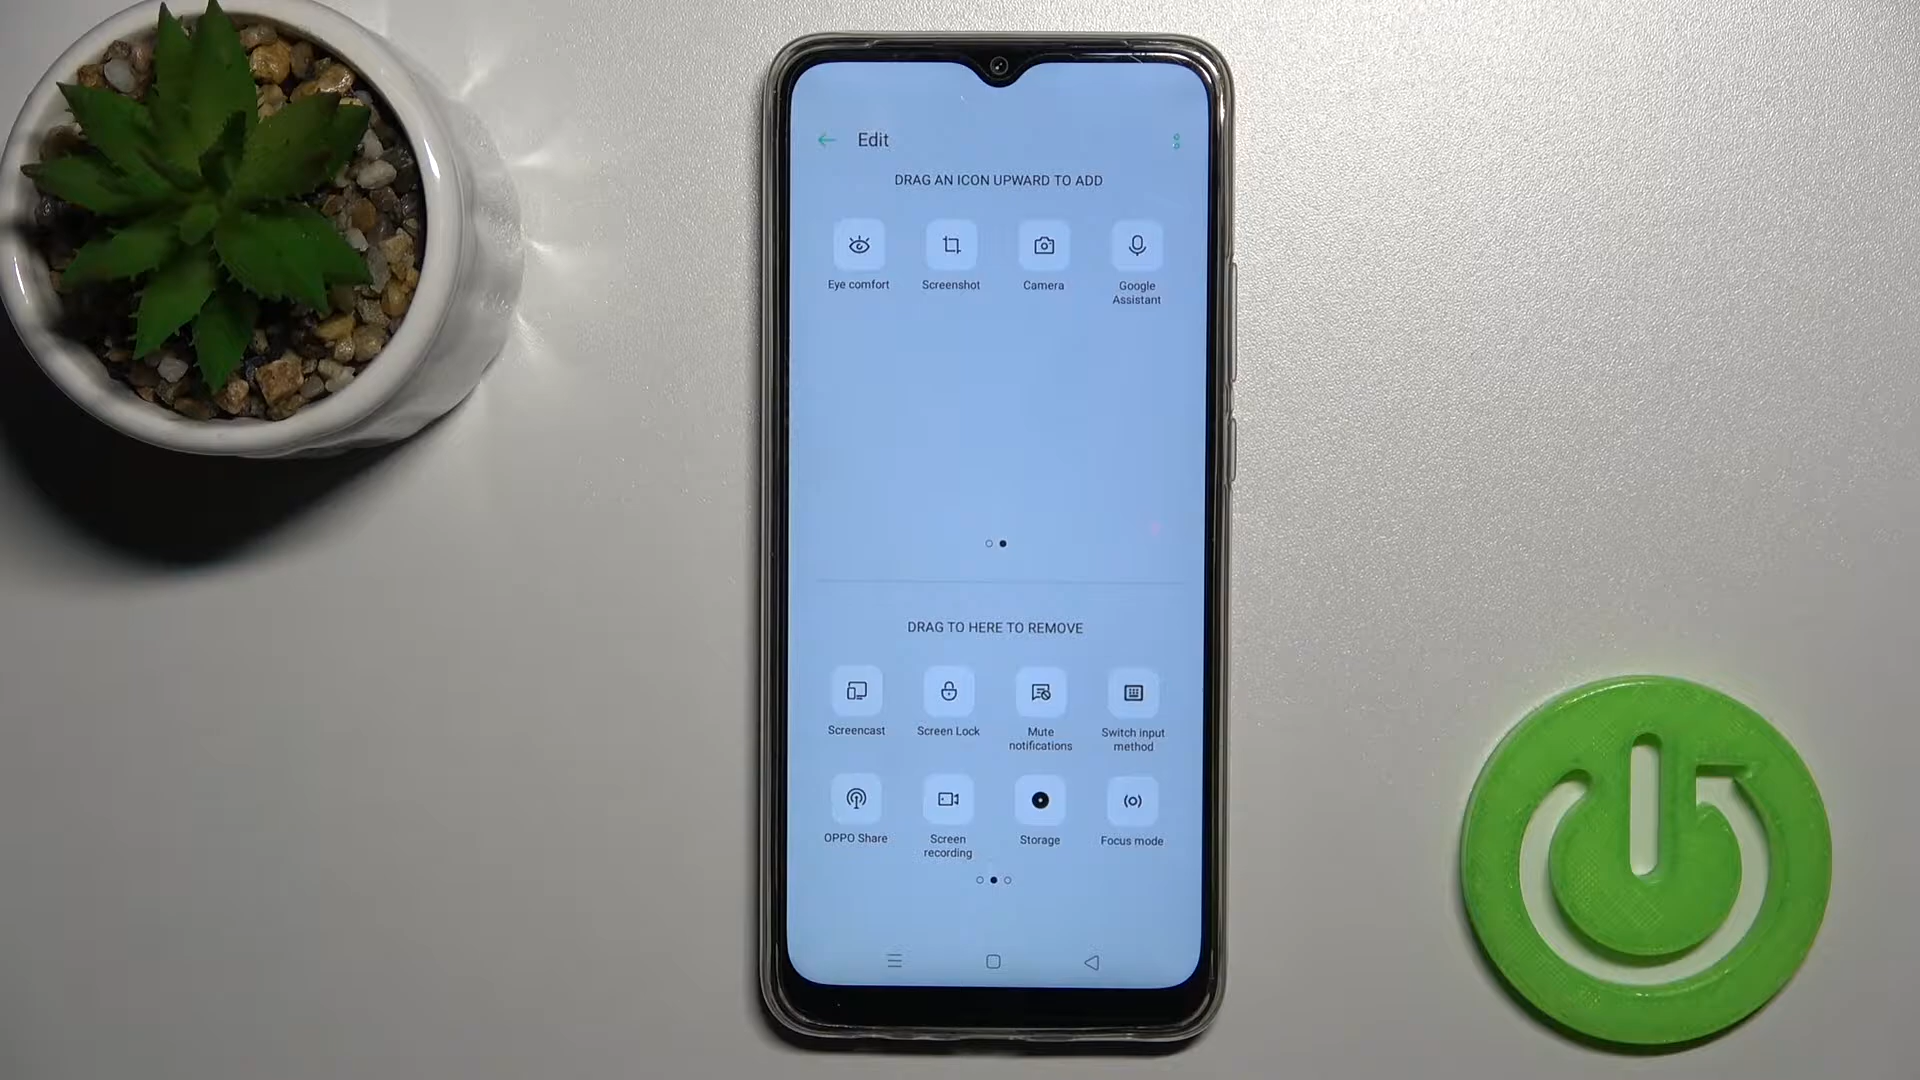 Edit
DRAG AN ICON UPWARD TO ADD
Eye comfort
Screenshot
Camera
Google
Assistant
DRAG TO HERE TO REMOVE
Screencast
Screen Lock
Mute
notifications
Switch input
method
OPPO Share
Screen
recording
Storage
Focus mode